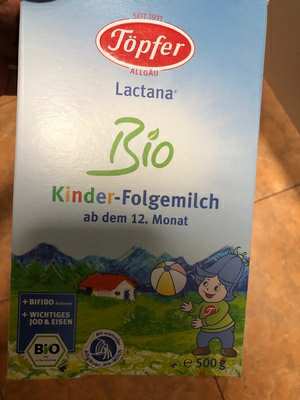 SEIT 1911
Töpfer
ALLGÄU
Lactana®
Bio
Kinder-Folgemilch
ab dem 12. Monat
+ BIFIDO
+ WICHTIGES
JOD & EISEN
BiO
℮ 500 g